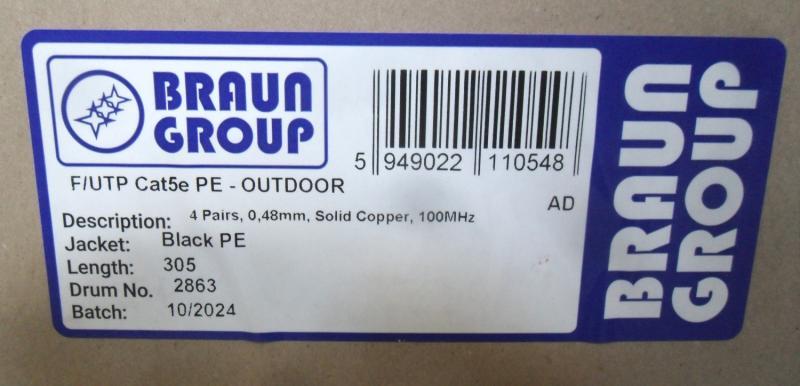 BRAUN
GROUP
5 949022 110548
F/UTP Cat5e PE - OUTDOOR
AD
Description: 4 Pairs, 0,48mm, Solid Copper, 100MHz
Jacket: Black PE
Length: 305
Drum No. 2863
Batch: 10/2024
BRAUN
GROUP